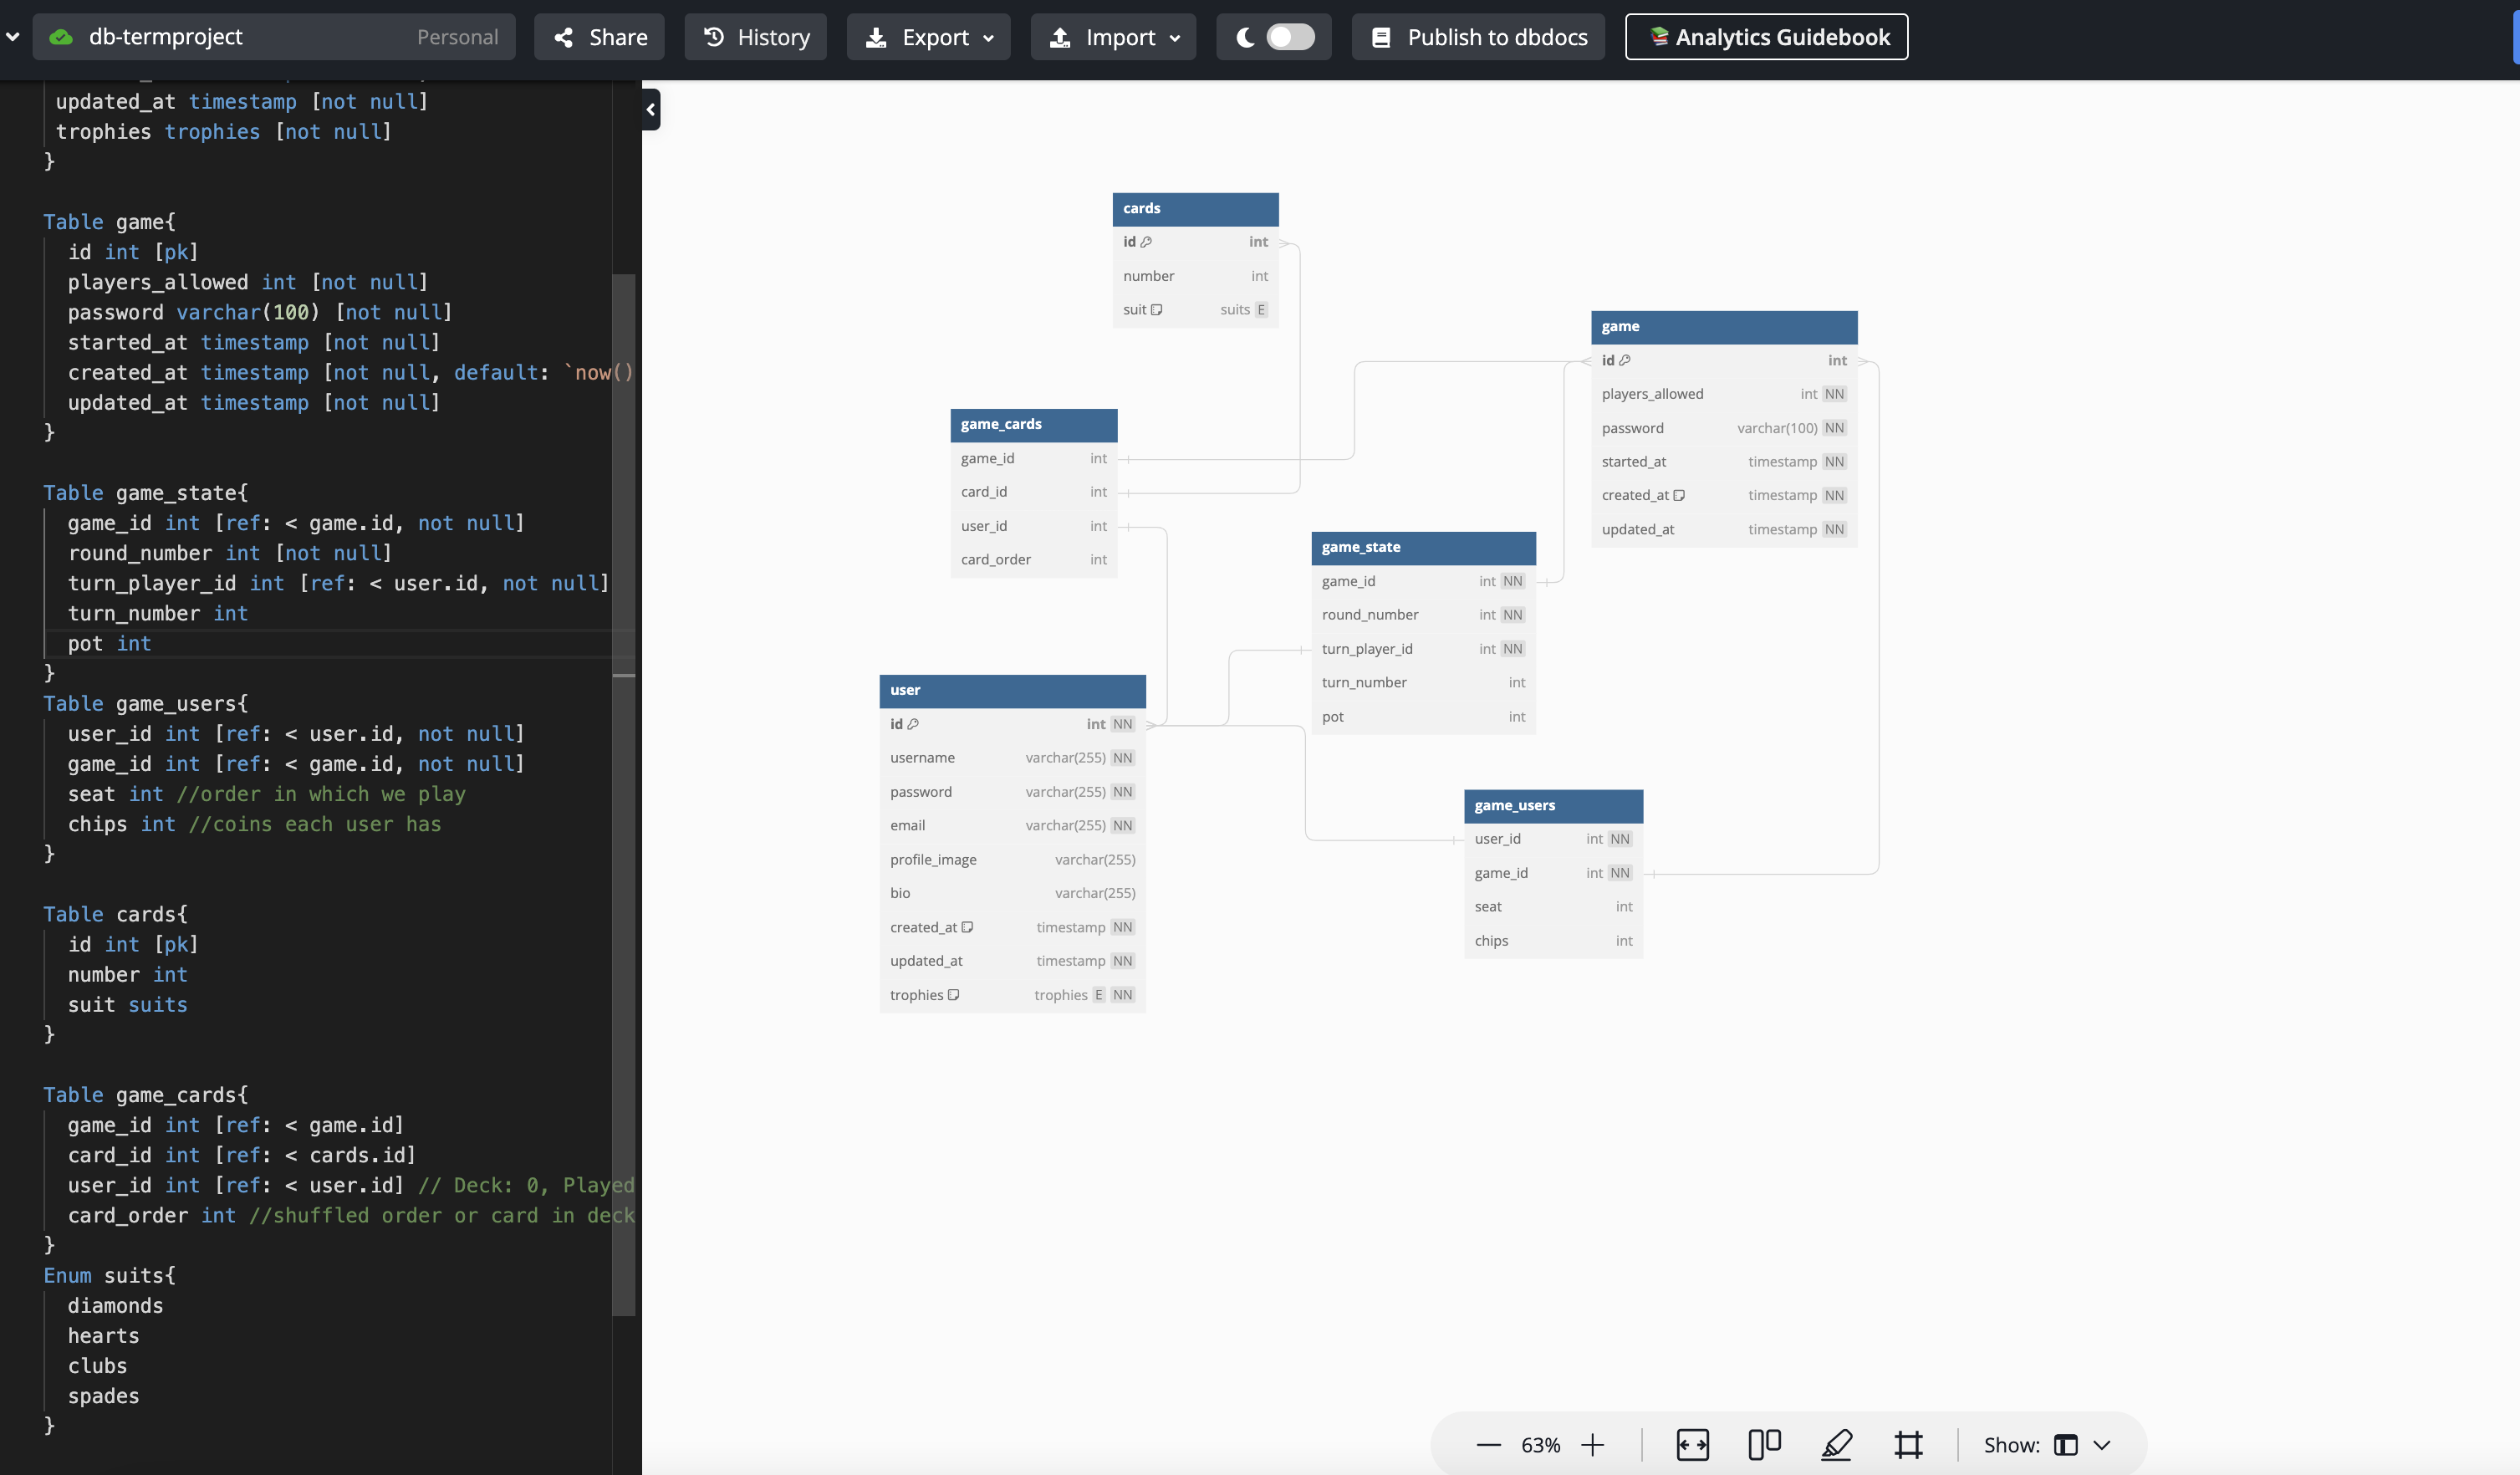 db-termproject Personal Share History Export Import Publish to dbdocs Analytics Guidebook
updated_at timestamp [not null]
trophies trophies [not null]
}
Table game{
id int [pk]
players_allowed int [not null]
password varchar(100) [not null]
started_at timestamp [not null]
created_at timestamp [not null, default: `now()
updated_at timestamp [not null]
}
Table game_state{
game_id int [ref: < game.id, not null]
round_number int [not null]
turn_player_id int [ref: < user.id, not null]
turn_number int
pot int
}
Table game_users{
user_id int [ref: < user.id, not null]
game_id int [ref: < game.id, not null]
seat int //order in which we play
chips int //coins each user has
}
Table cards{
id int [pk]
number int
suit suits
}
Table game_cards{
game_id int [ref: < game.id]
card_id int [ref: < cards.id]
user_id int [ref: < user.id] // Deck: 0, Played
card_order int //shuffled order or card in deck
}
Enum suits{
diamonds
hearts
clubs
spades
}
cards
id int
number int
suit suits E
game
id int
players_allowed int NN
password varchar(100) NN
started_at timestamp NN
created_at timestamp NN
updated_at timestamp NN
game_cards
game_id int
card_id int
user_id int
card_order int
game_state
game_id int NN
round_number int NN
turn_player_id int NN
turn_number int
pot int
user
id int NN
username varchar(255) NN
password varchar(255) NN
email varchar(255) NN
profile_image varchar(255)
bio varchar(255)
created_at timestamp NN
updated_at timestamp NN
trophies trophies E NN
game_users
user_id int NN
game_id int NN
seat int
chips int
63% Show: